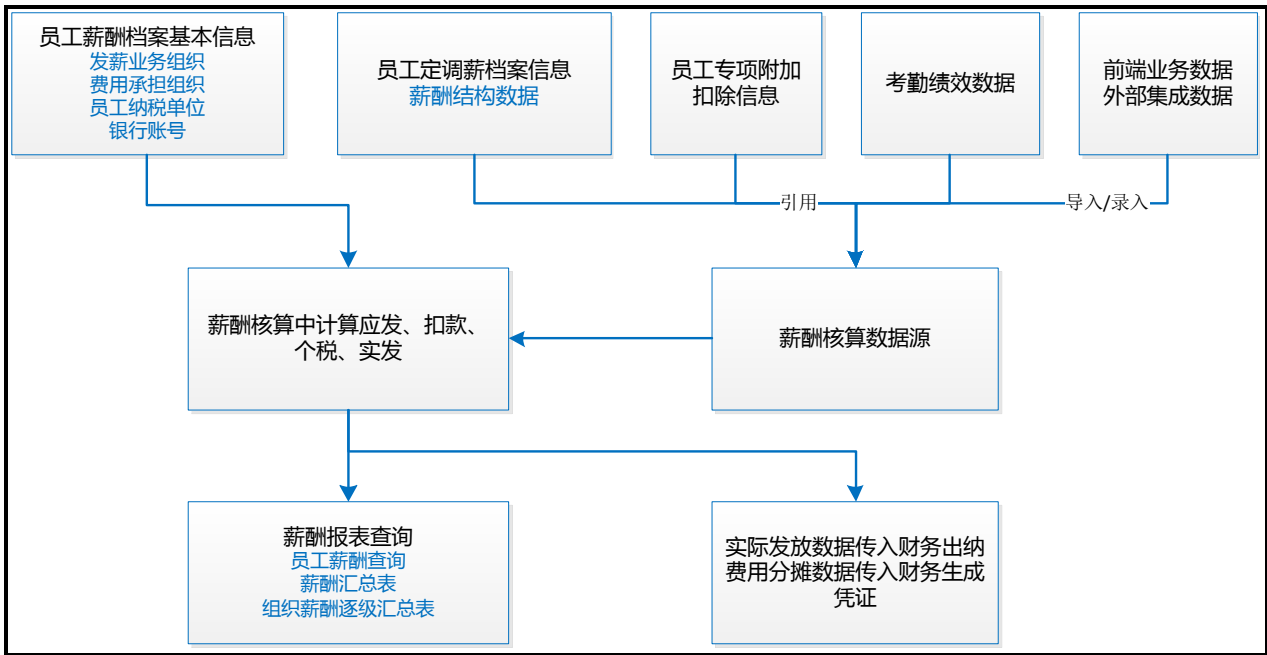 员工薪酬档案基本信息
发薪业务组织
费用承担组织
员工纳税单位
银行账号
员工定调薪档案信息
薪酬结构数据
员工专项附加
扣除信息
考勤绩效数据
前端业务数据
外部集成数据
引用
导入/录入
薪酬核算中计算应发、扣款、
个税、实发
薪酬核算数据源
薪酬报表查询
员工薪酬查询
薪酬汇总表
组织薪酬逐级汇总表
实际发放数据传入财务出纳
费用分摊数据传入财务生成
凭证